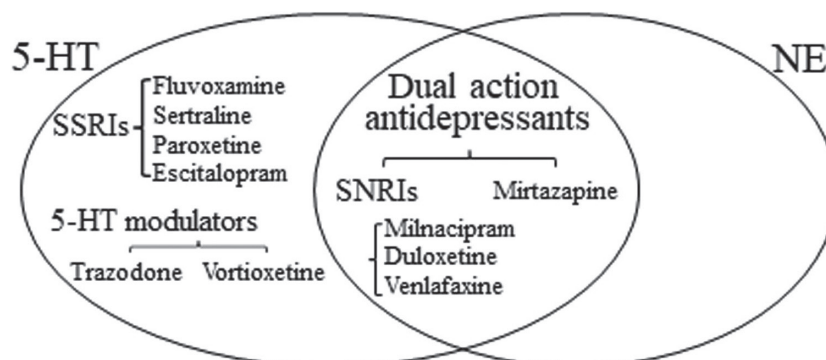 5-HT
NE
SSRIs
Fluvoxamine
Sertraline
Paroxetine
Escitalopram
5-HT modulators
Trazodone Vortioxetine
Dual action
antidepressants
SNRIs Mirtazapine
Milnacipram
Duloxetine
Venlafaxine